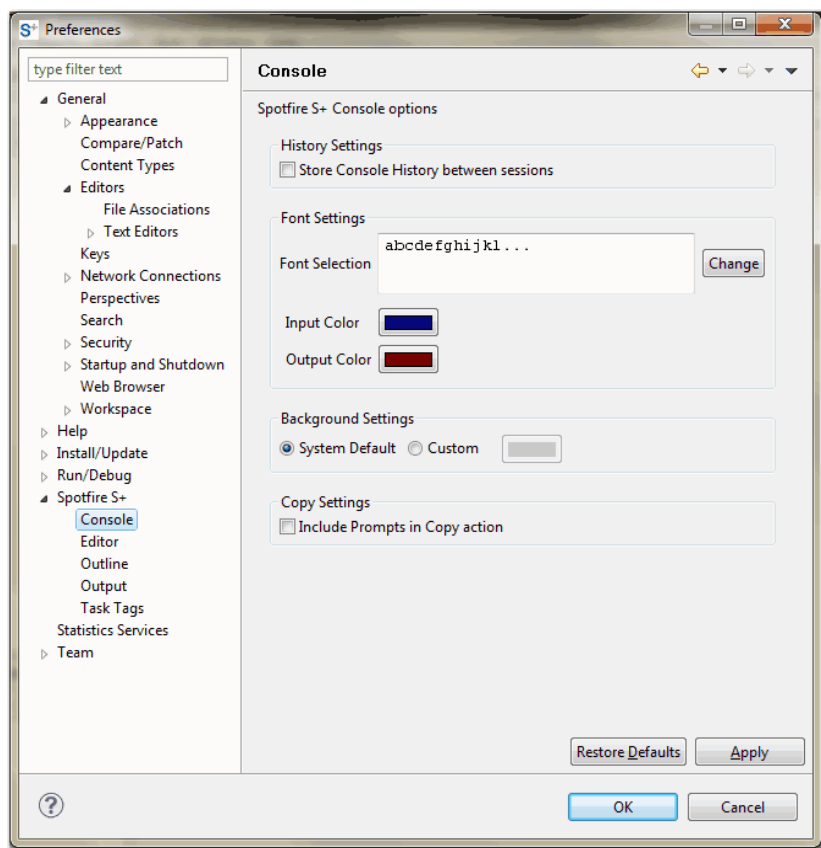 S+ Preferences
type filter text
General
Appearance
Compare/Patch
Content Types
Editors
File Associations
Text Editors
Keys
Network Connections
Perspectives
Search
Security
Startup and Shutdown
Web Browser
Workspace
Help
Install/Update
Run/Debug
Spotfire S+
Console
Editor
Outline
Output
Task Tags
Statistics Services
Team
Console
Spotfire S+ Console options
History Settings
Store Console History between sessions
Font Settings
Font Selection abcdefghijkl... Change
Input Color
Output Color
Background Settings
System Default Custom
Copy Settings
Include Prompts in Copy action
Restore Defaults Apply
? OK Cancel